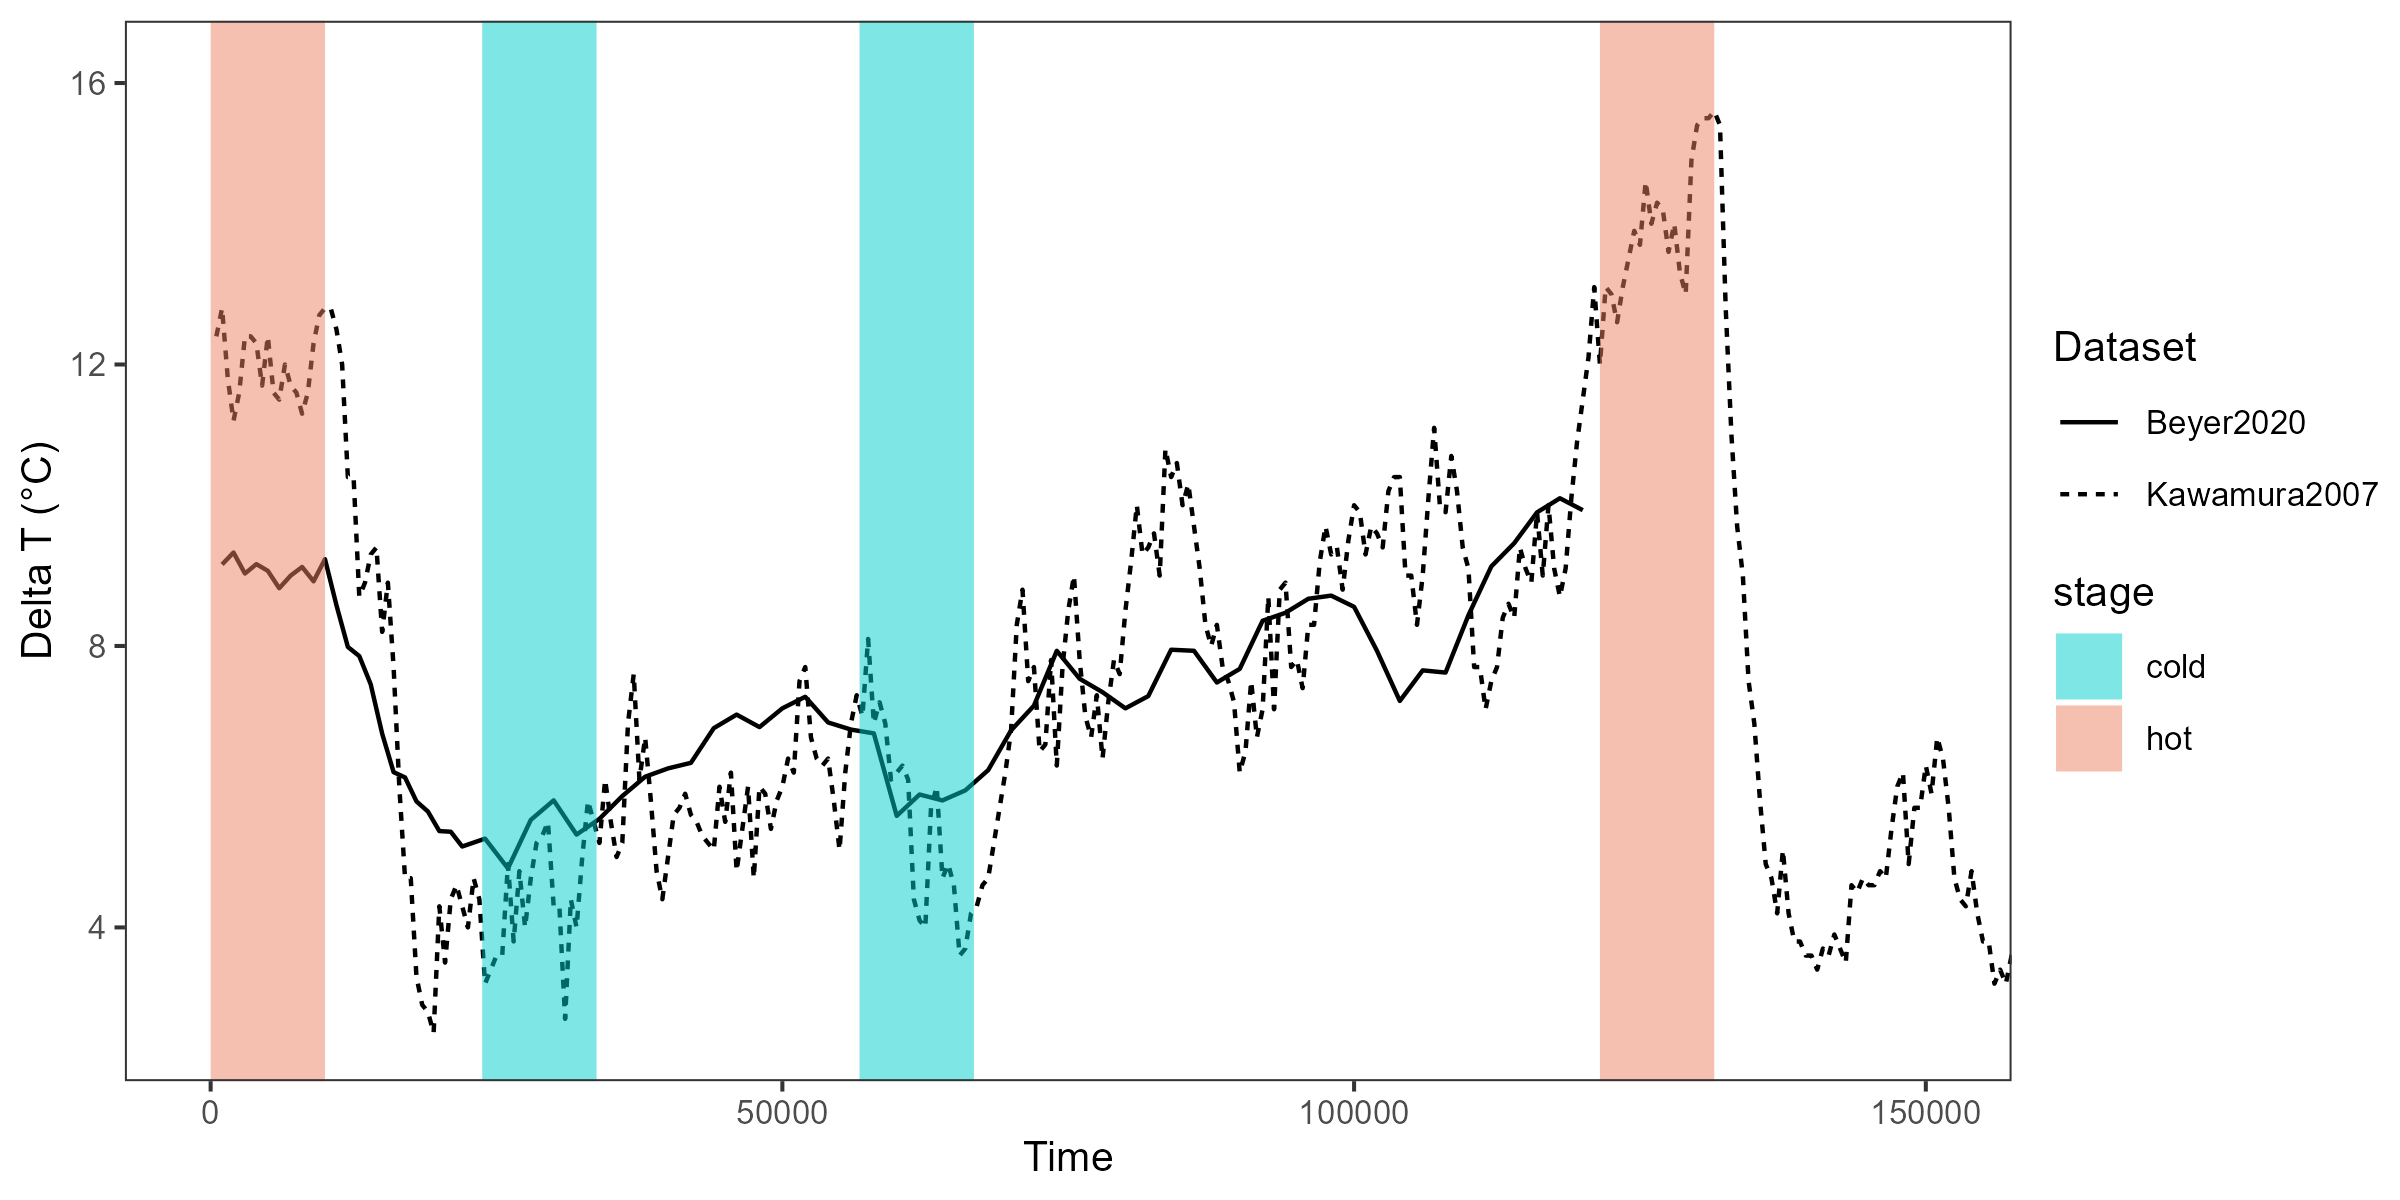 Delta T (°C)
16
12
8
4
0
50000
100000
150000
Time
Dataset
Beyer2020
Kawamura2007
stage
cold
hot